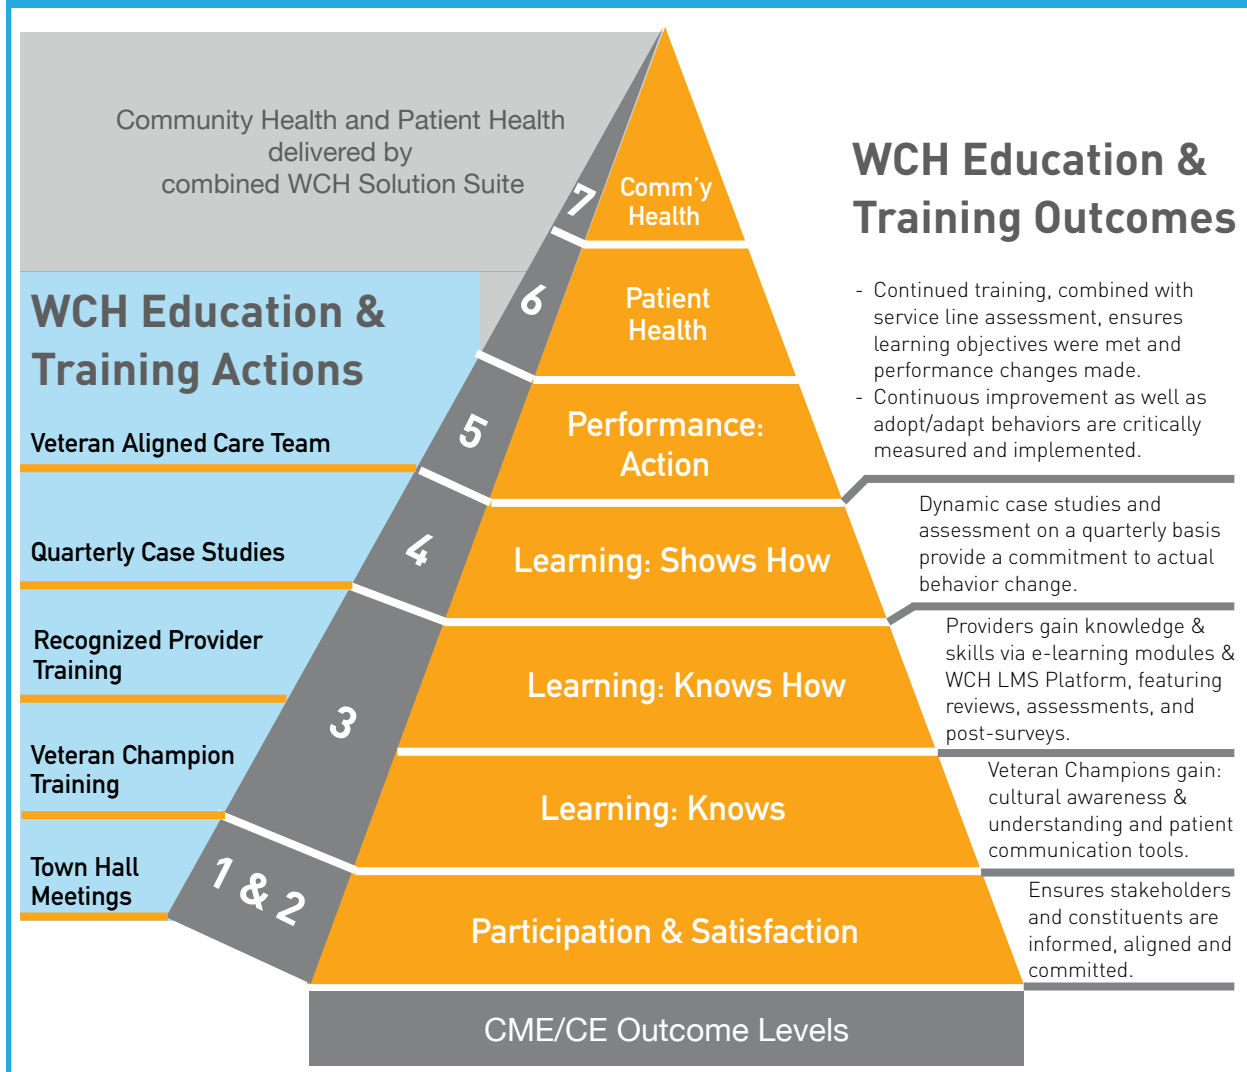 Community Health and Patient Health
delivered by
combined WCH Solution Suite
WCH Education &
Training Actions
Veteran Aligned Care Team
Quarterly Case Studies
Recognized Provider
Training
Veteran Champion
Training
Town Hall
Meetings
7
6
5
4
3
1 & 2
Comm'y
Health
Patient
Health
Performance:
Action
Learning: Shows How
Learning: Knows How
Learning: Knows
Participation & Satisfaction
CME/CE Outcome Levels
WCH Education &
Training Outcomes
- Continued training, combined with
service line assessment, ensures
learning objectives were met and
performance changes made.
- Continuous improvement as well as
adopt/adapt behaviors are critically
measured and implemented.
Dynamic case studies and
assessment on a quarterly basis
provide a commitment to actual
behavior change.
Providers gain knowledge &
skills via e-learning modules &
WCH LMS Platform, featuring
reviews, assessments, and
post-surveys.
Veteran Champions gain:
cultural awareness &
understanding and patient
communication tools.
Ensures stakeholders
and constituents are
informed, aligned and
committed.